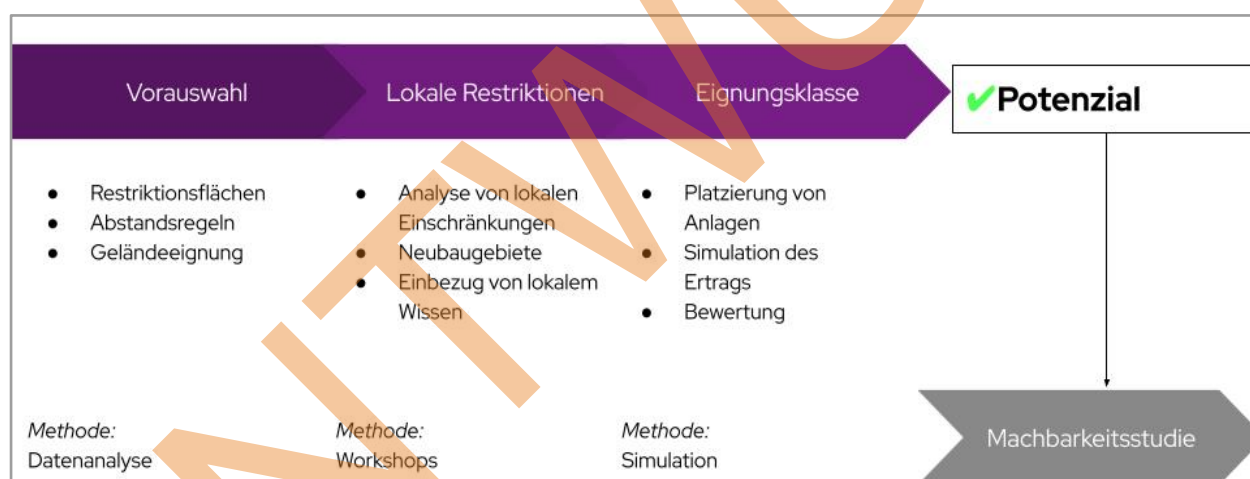 Vorauswahl
Lokale Restriktionen
Eignungsklasse
✔Potenzial
● Restriktionsflächen
● Abstandsregeln
● Geländeeignung
● Analyse von lokalen
Einschränkungen
● Neubaugebiete
● Einbezug von lokalem
Wissen
● Platzierung von
Anlagen
● Simulation des
Ertrags
● Bewertung
Methode:
Datenanalyse
Methode:
Workshops
Methode:
Simulation
Machbarkeitsstudie